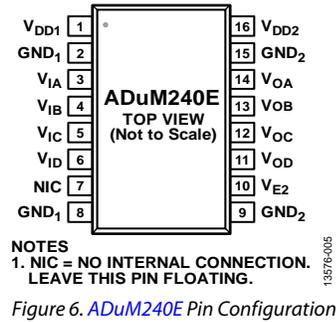 VDD1 1 16 VDD2
GND1 2 15 GND2
VIA 3 14 VOA
VIB 4 13 VOB
VIC 5 12 VOC
VID 6 11 VOD
NIC 7 10 VE2
GND1 8 9 GND2
ADuM240E
TOP VIEW
(Not to Scale)
NOTES
1. NIC = NO INTERNAL CONNECTION.
LEAVE THIS PIN FLOATING.
13576-005
Figure 6. ADuM240E Pin Configuration